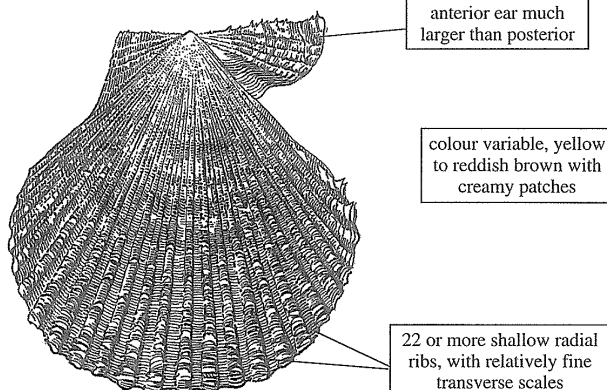 anterior ear much
larger than posterior
colour variable, yellow
to reddish brown with
creamy patches
22 or more shallow radial
ribs, with relatively fine
transverse scales